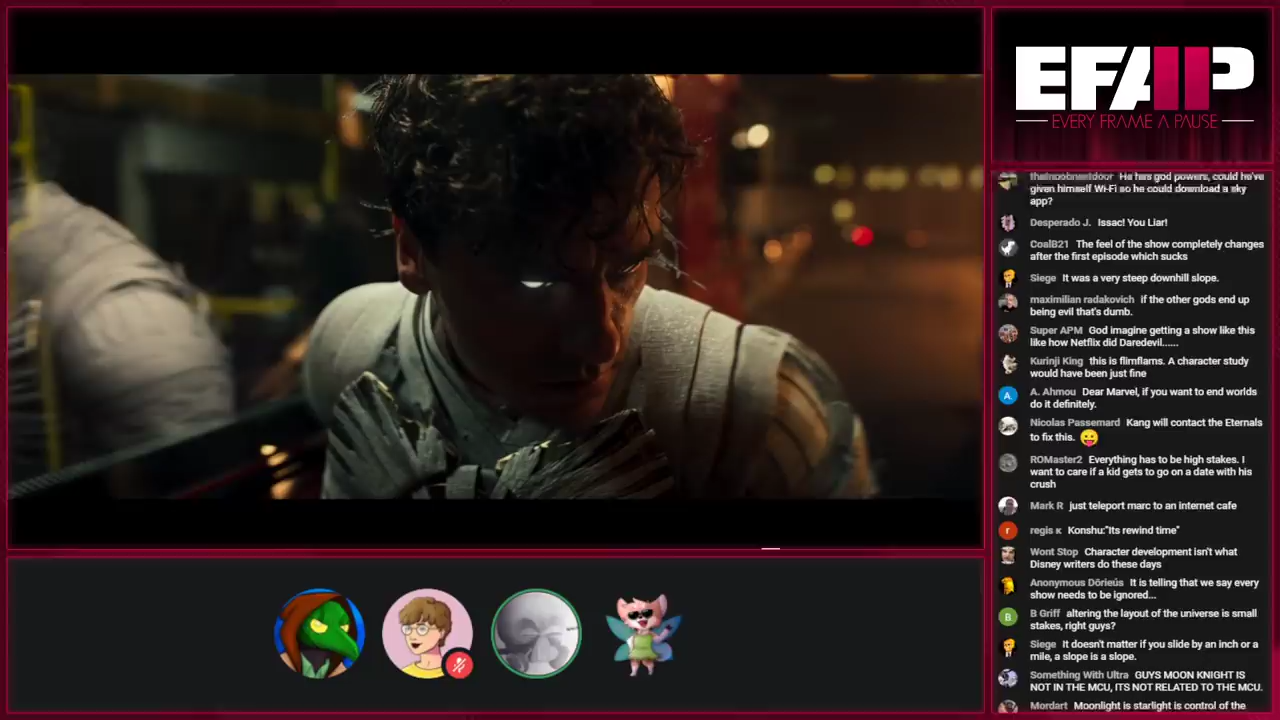 EFAP
EVERY FRAME A PAUSE
thatmoonnextdoor He has god powers, could he've
given himself Wi-Fi so he could download a sky
app?
Desperado J. Issac! You Liar!
CoalB21 The feel of the show completely changes
after the first episode which sucks
Siege It was a very steep downhill slope.
maximilian radakovich if the other gods end up
being evil that's dumb.
Super APM God imagine getting a show like this
like how Netflix did Daredevil......
Kurinji King this is flimflams. A character study
would have been just fine
A
A. Ahmou Dear Marvel, if you want to end worlds
do it definitely.
Nicolas Passemard Kang will contact the Eternals
to fix this. 😛
ROMaster2 Everything has to be high stakes. I
want to care if a kid gets to go on a date with his
crush
Mark R just teleport marc to an internet cafe
r
regis ĸ Konshu:"Its rewind time"
Wont Stop Character development isn't what
Disney writers do these days
Anonymous Dōrieús It is telling that we say every
show needs to be ignored...
B
B Griff altering the layout of the universe is small
stakes, right guys?
Siege It doesn't matter if you slide by an inch or a
mile, a slope is a slope.
Something With Ultra GUYS MOON KNIGHT IS
NOT IN THE MCU, ITS NOT RELATED TO THE MCU.
Mordart Moonlight is starlight is control of the